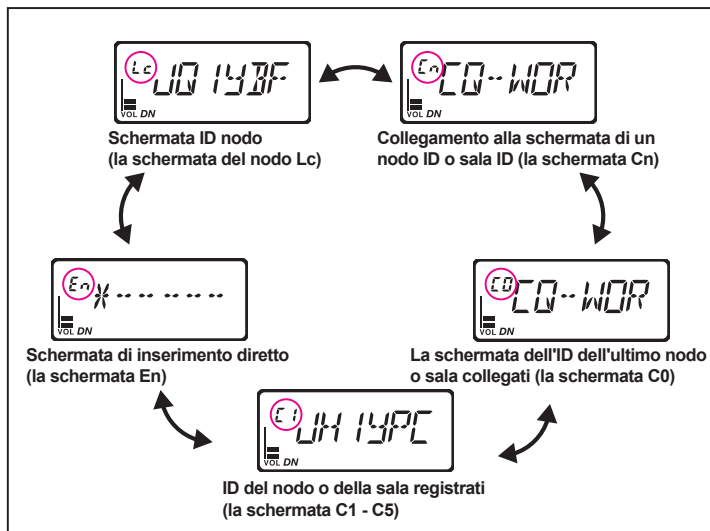 Lc JQ1YBF
VOL DN
Schermata ID nodo
(la schermata del nodo Lc)
Cn CQ--WOR
VOL DN
Collegamento alla schermata di un
nodo ID o sala ID (la schermata Cn)
En *------
VOL DN
Schermata di inserimento diretto
(la schermata En)
C0 CQ--WOR
VOL DN
La schermata dell'ID dell'ultimo nodo
o sala collegati (la schermata C0)
C1 JH1YPC
VOL DN
ID del nodo o della sala registrati
(la schermata C1 - C5)